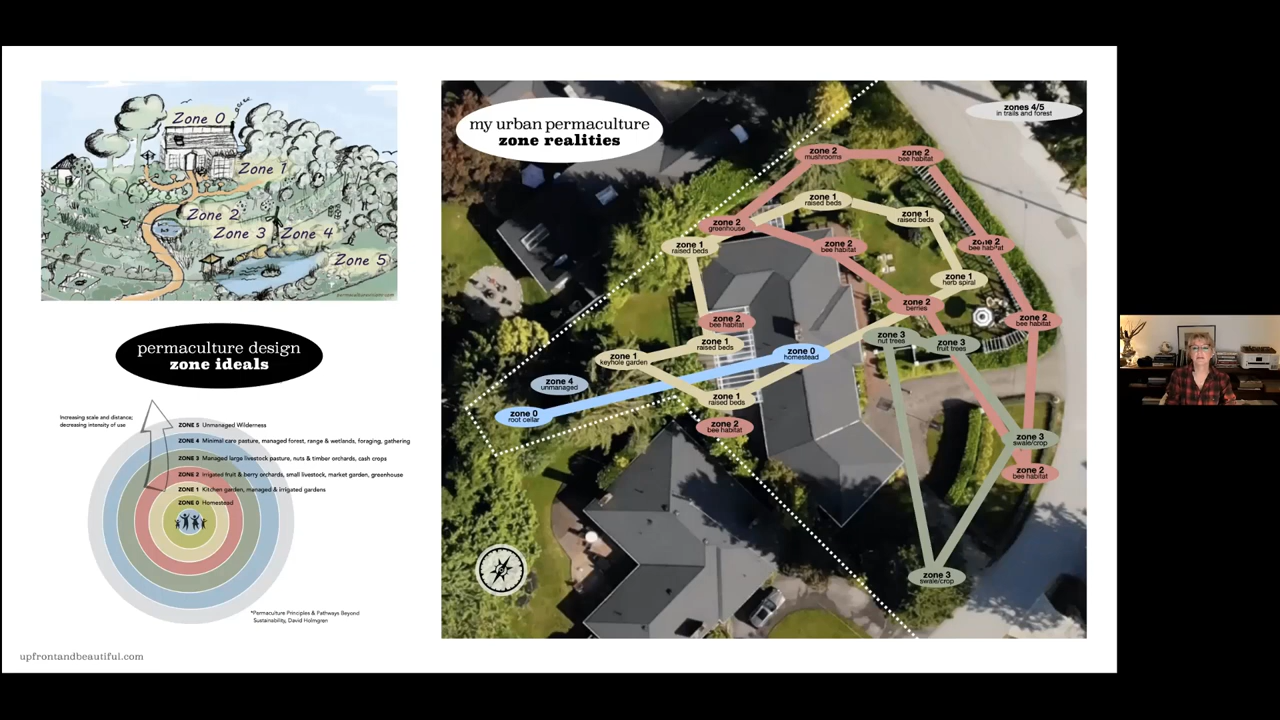 Zone 0
Zone 1
Zone 2
Zone 3
Zone 4
Zone 5
permaculture design
zone ideals
Increasing scale and distance;
decreasing intensity of use
ZONE 5 Unmanaged Wilderness
ZONE 4 Minimal care pasture, managed forest, range & wetlands, foraging, gathering
ZONE 3 Managed large livestock pasture, nuts & timber orchards, cash crops
ZONE 2 Irrigated fruit & berry orchards, small livestock, market garden, greenhouse
ZONE 1 Kitchen garden, managed & irrigated gardens
ZONE 0 Homestead
*Permaculture Principles & Pathways Beyond
Sustainability, David Holmgren
upfrontandbeautiful.com
my urban permaculture
zone realities
zones 4/5
in trails and forest
zone 2
mushrooms
zone 2
bee habitat
zone 1
raised beds
zone 1
raised beds
zone 2
greenhouse
zone 1
raised beds
zone 2
bee habitat
zone 2
bee habitat
zone 1
herb spiral
zone 2
berries
zone 2
bee habitat
zone 2
bee habitat
zone 3
nut trees
zone 3
fruit trees
zone 1
raised beds
zone 1
keyhole garden
zone 0
homestead
zone 4
unmanaged
zone 1
raised beds
zone 0
root cellar
zone 2
bee habitat
zone 3
swale/crop
zone 2
bee habitat
zone 3
swale/crop